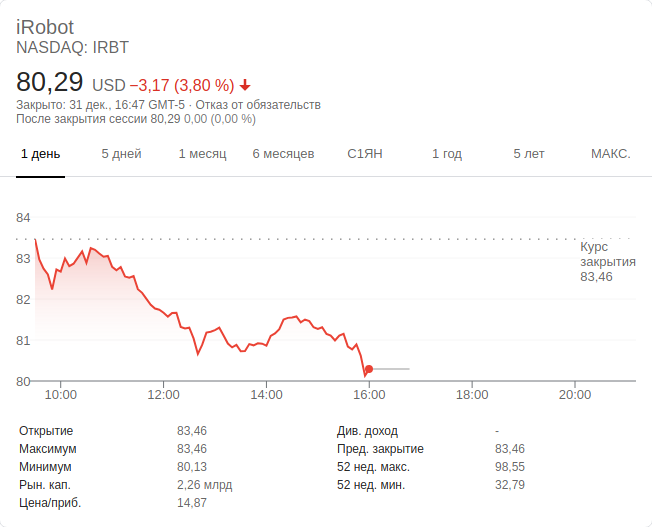 iRobot
NASDAQ: IRBT
80,29 USD −3,17 (3,80 %)
Закрыто: 31 дек., 16:47 GMT-5 · Отказ от обязательств
После закрытия сессии 80,29 0,00 (0,00 %)
1 день 5 дней 1 месяц 6 месяцев С1ЯН 1 год 5 лет МАКС.
84
83
82
81
80
Курс
закрытия
83,46
10:00 12:00 14:00 16:00 18:00 20:00
Открытие 83,46 Див. доход -
Максимум 83,46 Пред. закрытие 83,46
Минимум 80,13 52 нед. макс. 98,55
Рын. кап. 2,26 млрд 52 нед. мин. 32,79
Цена/приб. 14,87